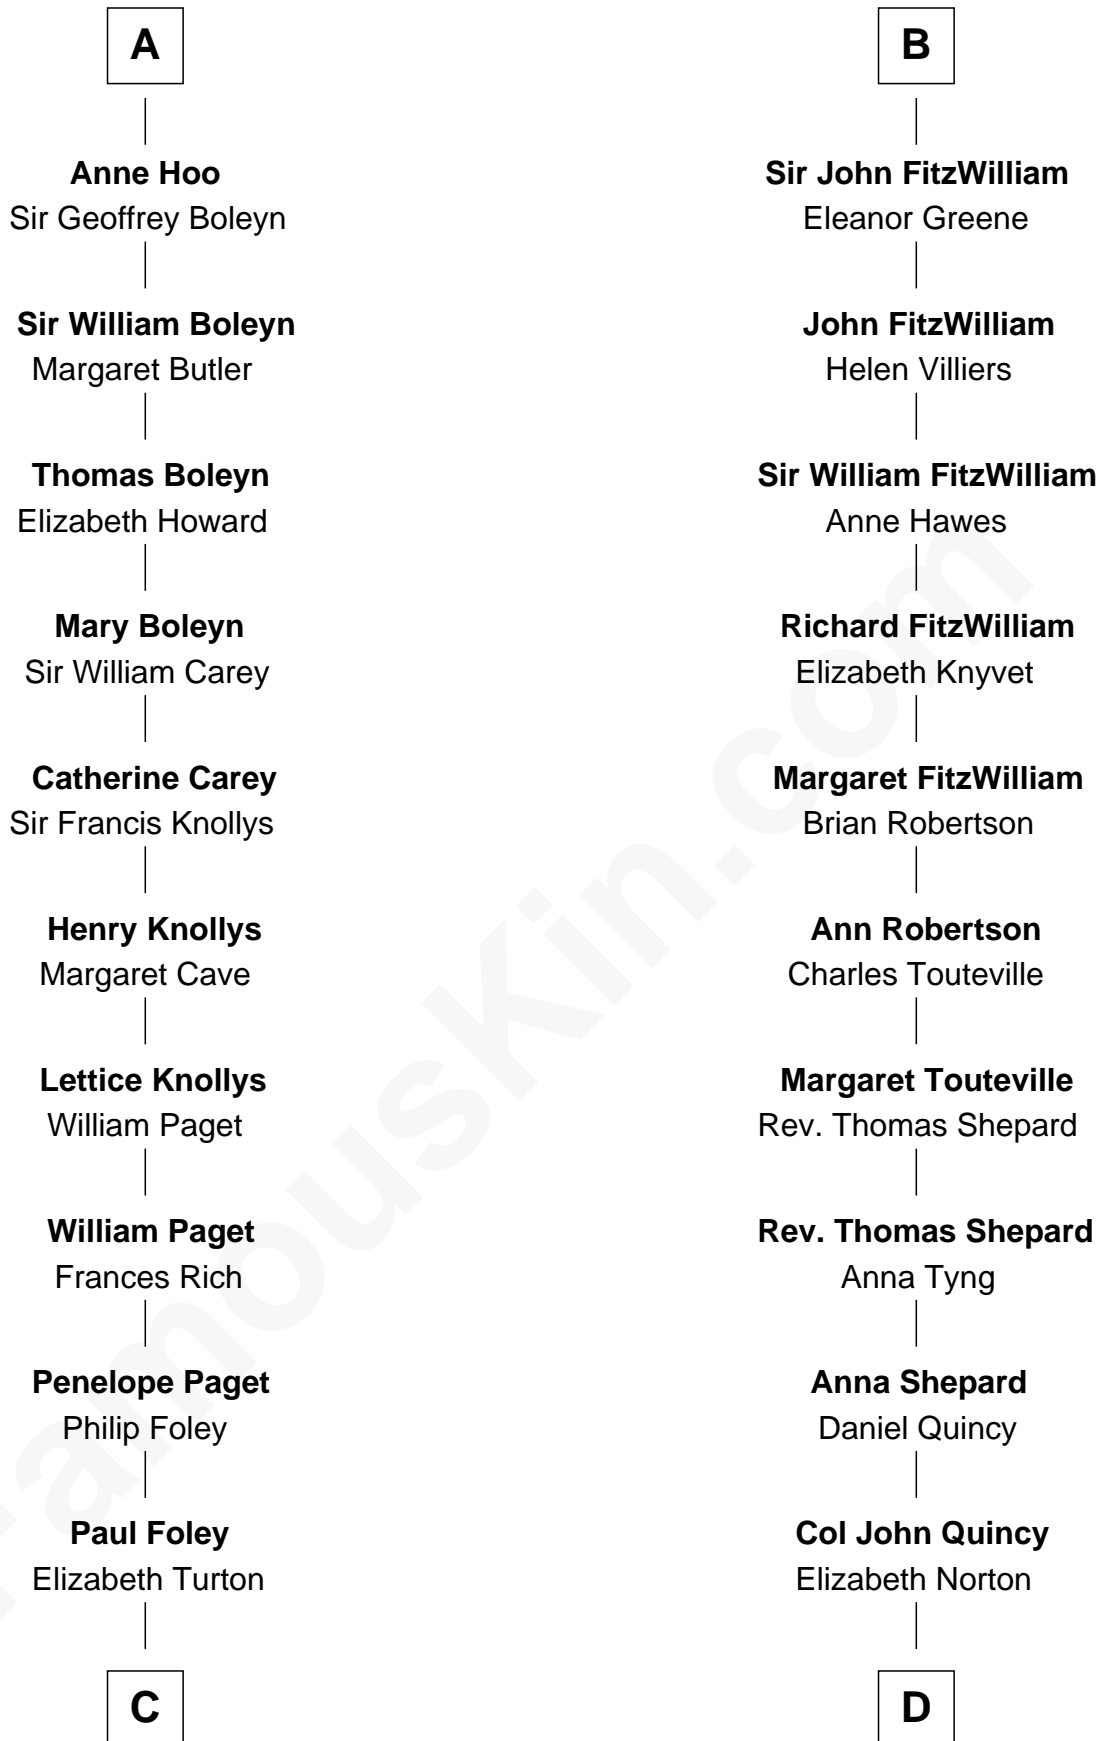 A
Anne Hoo
Sir Geoffrey Boleyn
Sir William Boleyn
Margaret Butler
Thomas Boleyn
Elizabeth Howard
Mary Boleyn
Sir William Carey
Catherine Carey
Sir Francis Knollys
Henry Knollys
Margaret Cave
Lettice Knollys
William Paget
William Paget
Frances Rich
Penelope Paget
Philip Foley
Paul Foley
Elizabeth Turton
C
B
Sir John FitzWilliam
Eleanor Greene
John FitzWilliam
Helen Villiers
Sir William FitzWilliam
Anne Hawes
Richard FitzWilliam
Elizabeth Knyvet
Margaret FitzWilliam
Brian Robertson
Ann Robertson
Charles Touteville
Margaret Touteville
Rev. Thomas Shepard
Rev. Thomas Shepard
Anna Tyng
Anna Shepard
Daniel Quincy
Col John Quincy
Elizabeth Norton
D
FamousKin.com